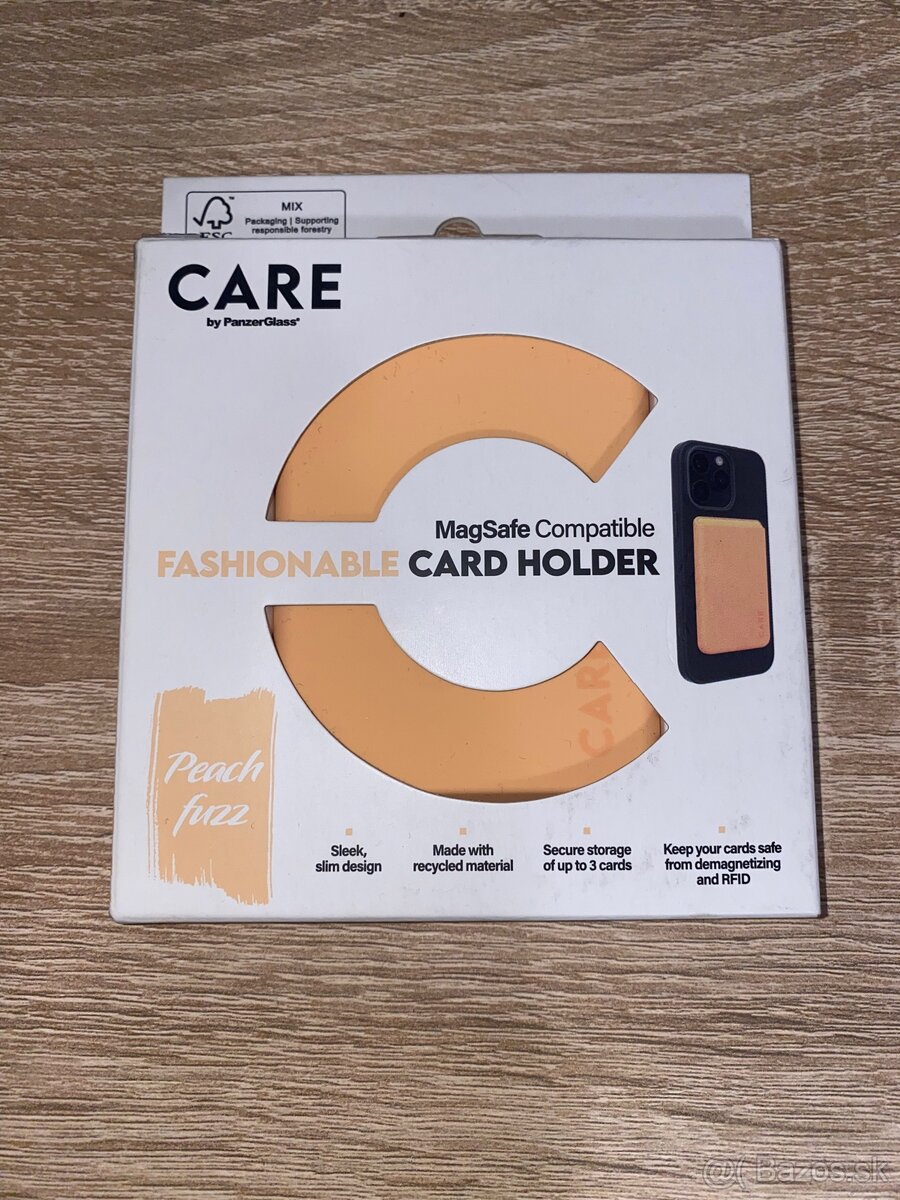 FSC™
MIX
Packaging | Supporting
responsible forestry
CARE
by PanzerGlass®
MagSafe Compatible
FASHIONABLE CARD HOLDER
CARE
CAR
Peach
fuzz
Sleek,
slim design
Made with
recycled material
Secure storage
of up to 3 cards
Keep your cards safe
from demagnetizing
and RFID
@( Bazos.sk